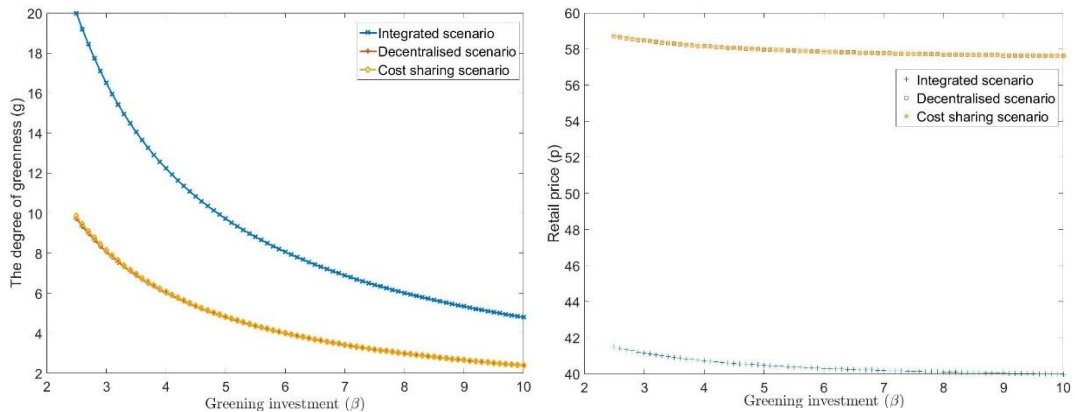 20
18
16
14
12
10
8
6
4
2
The degree of greenness (g)
Integrated scenario
Decentralised scenario
Cost sharing scenario
2 3 4 5 6 7 8 9 10
Greening investment (β)
60
58
56
54
52
50
48
46
44
42
40
Retail price (p)
Integrated scenario
Decentralised scenario
Cost sharing scenario
2 3 4 5 6 7 8 9 10
Greening investment (β)